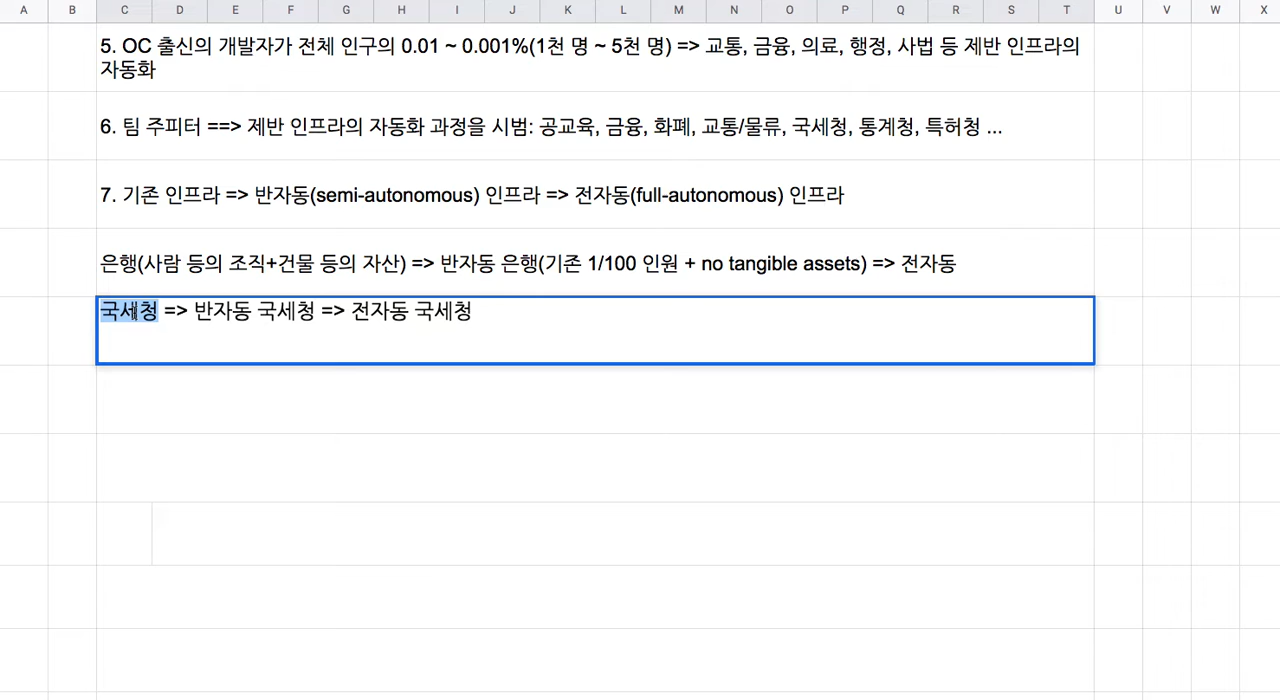 A B C D E F G H I J K L M N O P Q R S T U V W X
5. OC 출신의 개발자가 전체 인구의 0.01 ~ 0.001%(1천 명 ~ 5천 명) => 교통, 금융, 의료, 행정, 사법 등 제반 인프라의
자동화
6. 팀 주피터 ==> 제반 인프라의 자동화 과정을 시범: 공교육, 금융, 화폐, 교통/물류, 국세청, 통계청, 특허청 ...
7. 기존 인프라 => 반자동(semi-autonomous) 인프라 => 전자동(full-autonomous) 인프라
은행(사람 등의 조직+건물 등의 자산) => 반자동 은행(기존 1/100 인원 + no tangible assets) => 전자동
국세청 => 반자동 국세청 => 전자동 국세청